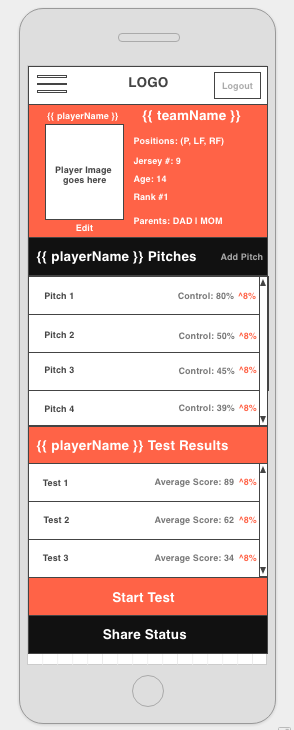 LOGO
Logout
{{ playerName }}
{{ teamName }}
Player Image
goes here
Edit
Positions: (P, LF, RF)
Jersey #: 9
Age: 14
Rank #1
Parents: DAD | MOM
{{ playerName }} Pitches
Add Pitch
Pitch 1
Control: 80% ^8%
Pitch 2
Control: 50% ^8%
Pitch 3
Control: 45% ^8%
Pitch 4
Control: 39% ^8%
{{ playerName }} Test Results
Test 1
Average Score: 89 ^8%
Test 2
Average Score: 62 ^8%
Test 3
Average Score: 34 ^8%
Start Test
Share Status